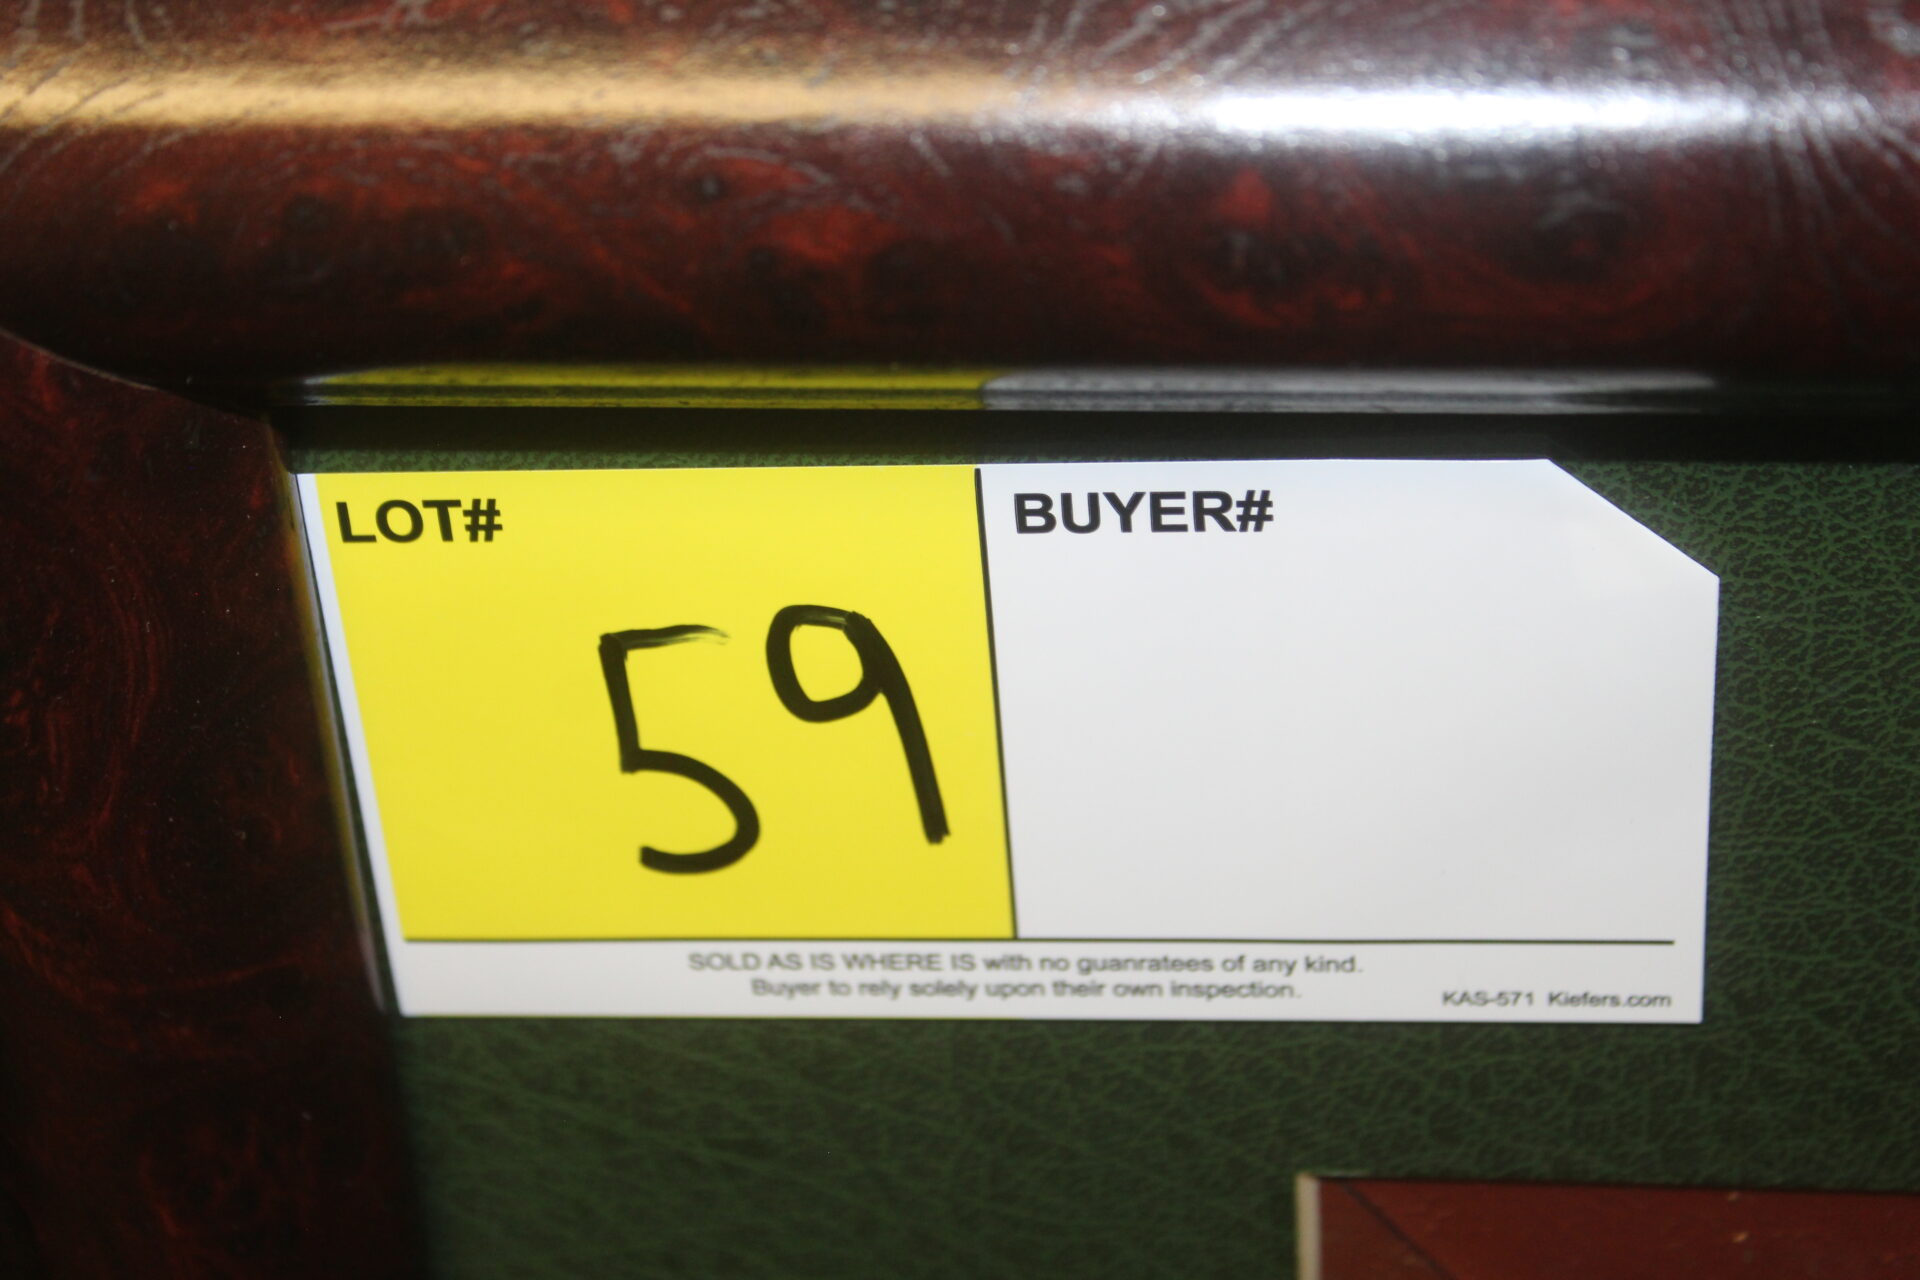 LOT# BUYER#
59
SOLD AS IS WHERE IS with no guanratees of any kind.
Buyer to rely solely upon their own inspection.
KAS-571 Kiefers.com